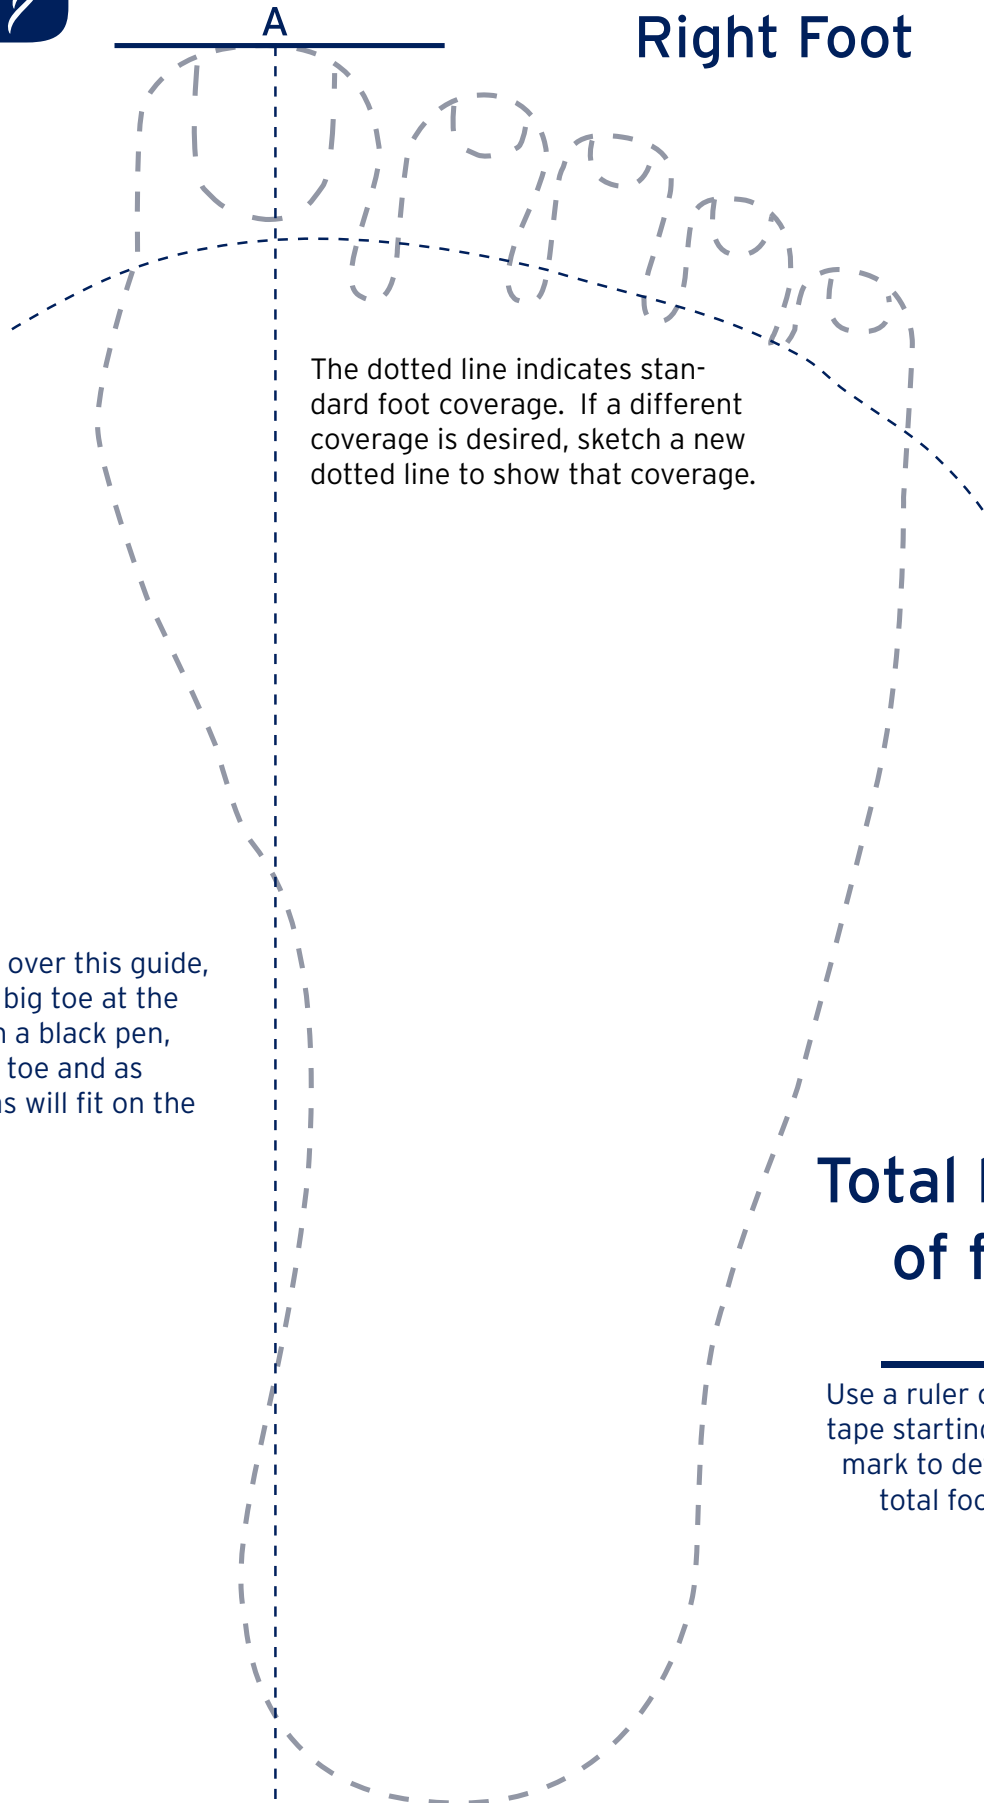 A
Right Foot
The dotted line indicates stan-
dard foot coverage.  If a different
coverage is desired, sketch a new
dotted line to show that coverage.
over this guide,
big toe at the
a black pen,
toe and as
will fit on the
Total
of
Use a ruler
tape starting
mark to
total